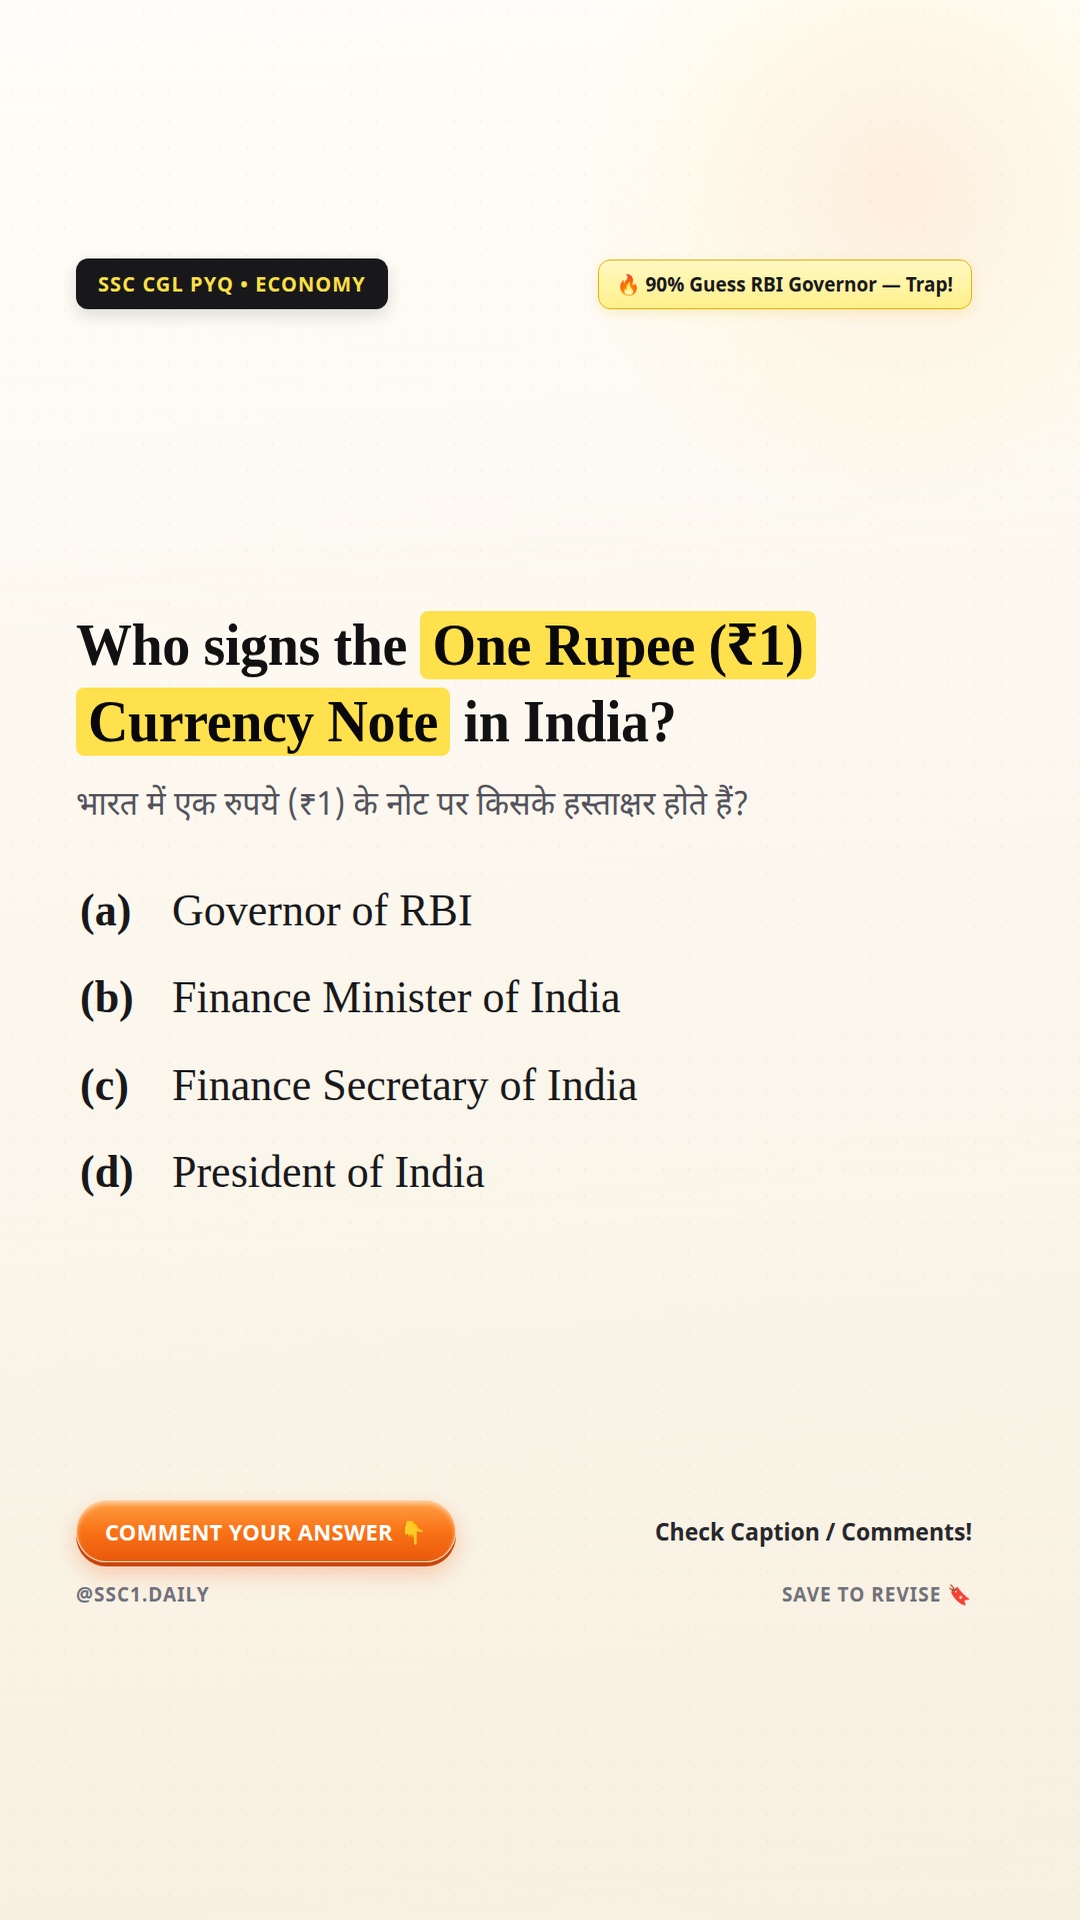 SSC CGL PYQ • ECONOMY
🔥 90% Guess RBI Governor — Trap!
Who signs the One Rupee (₹1)
Currency Note in India?
भारत में एक रुपये (₹1) के नोट पर किसके हस्ताक्षर होते हैं?
(a) Governor of RBI
(b) Finance Minister of India
(c) Finance Secretary of India
(d) President of India
COMMENT YOUR ANSWER 👇
Check Caption / Comments!
@SSC1.DAILY
SAVE TO REVISE 🔖